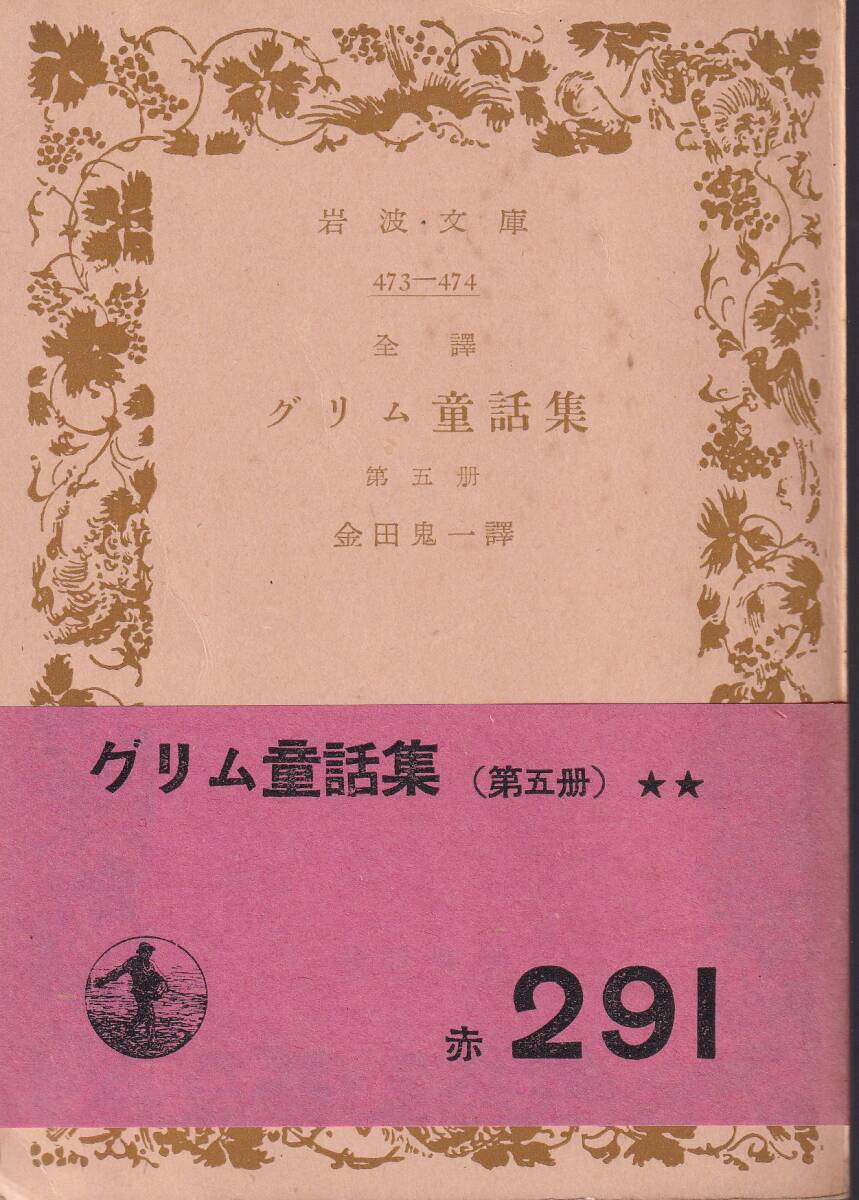 岩波文庫
473—474
全譯
グリム童話集
第五册
金田鬼一譯
グリム童話集（第五册）★★
赤 291